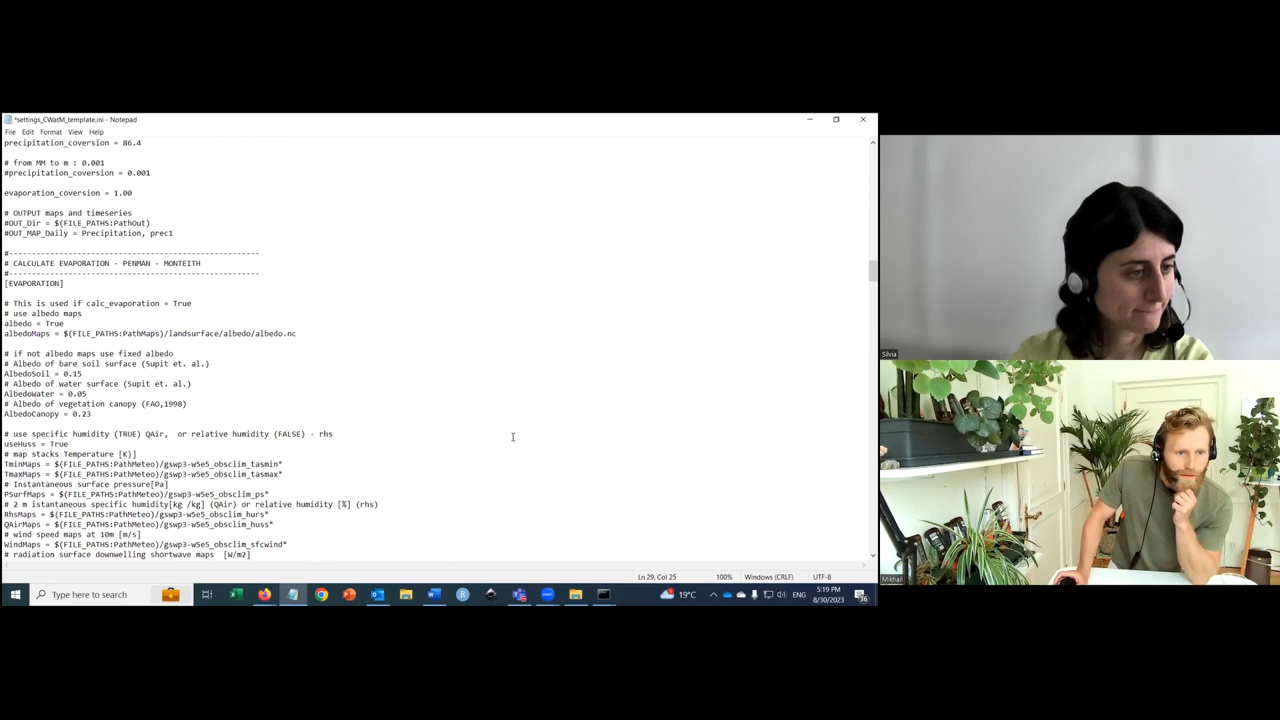 *settings_CWatM_template.ini - Notepad
File Edit Format View Help
precipitation_coversion = 86.4
# from MM to m : 0.001
#precipitation_coversion = 0.001
evaporation_coversion = 1.00
# OUTPUT maps and timeseries
#OUT_Dir = $(FILE_PATHS:PathOut)
#OUT_MAP_Daily = Precipitation, prec1
#-------------------------------------------------------
# CALCULATE EVAPORATION - PENMAN - MONTEITH
#-------------------------------------------------------
[EVAPORATION]
# This is used if calc_evaporation = True
# use albedo maps
albedo = True
albedoMaps = $(FILE_PATHS:PathMaps)/landsurface/albedo/albedo.nc
# if not albedo maps use fixed albedo
# Albedo of bare soil surface (Supit et. al.)
AlbedoSoil = 0.15
# Albedo of water surface (Supit et. al.)
AlbedoWater = 0.05
# Albedo of vegetation canopy (FAO,1998)
AlbedoCanopy = 0.23
# use specific humidity (TRUE) QAir,  or relative humidity (FALSE) - rhs
useHuss = True
# map stacks Temperature [K}]
TminMaps = $(FILE_PATHS:PathMeteo)/gswp3-w5e5_obsclim_tasmin*
TmaxMaps = $(FILE_PATHS:PathMeteo)/gswp3-w5e5_obsclim_tasmax*
# Instantaneous surface pressure[Pa]
PSurfMaps = $(FILE_PATHS:PathMeteo)/gswp3-w5e5_obsclim_ps*
# 2 m istantaneous specific humidity[kg /kg] (QAir) or relative humidity [%] (rhs)
RhsMaps = $(FILE_PATHS:PathMeteo)/gswp3-w5e5_obsclim_hurs*
QAirMaps = $(FILE_PATHS:PathMeteo)/gswp3-w5e5_obsclim_huss*
# wind speed maps at 10m [m/s]
WindMaps = $(FILE_PATHS:PathMeteo)/gswp3-w5e5_obsclim_sfcwind*
# radiation surface downwelling shortwave maps  [W/m2]
Ln 29, Col 25 100% Windows (CRLF) UTF-8
Type here to search
19°C ENG 5:19 PM
8/30/2023
Silvia
Mikhail